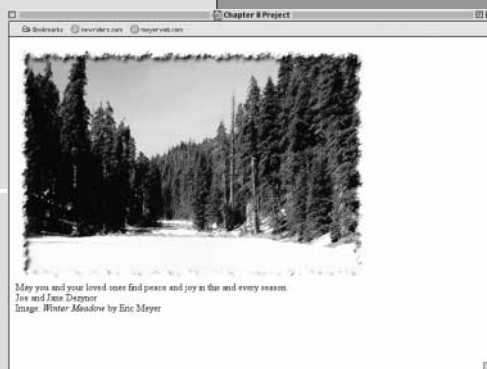 Chapter 8 Project
Bookmarks newriders.com meyerweb.com
May you and your loved ones find peace and joy in this and every season.
Joe and Jane Dezynor
Image: Winter Meadow by Eric Meyer